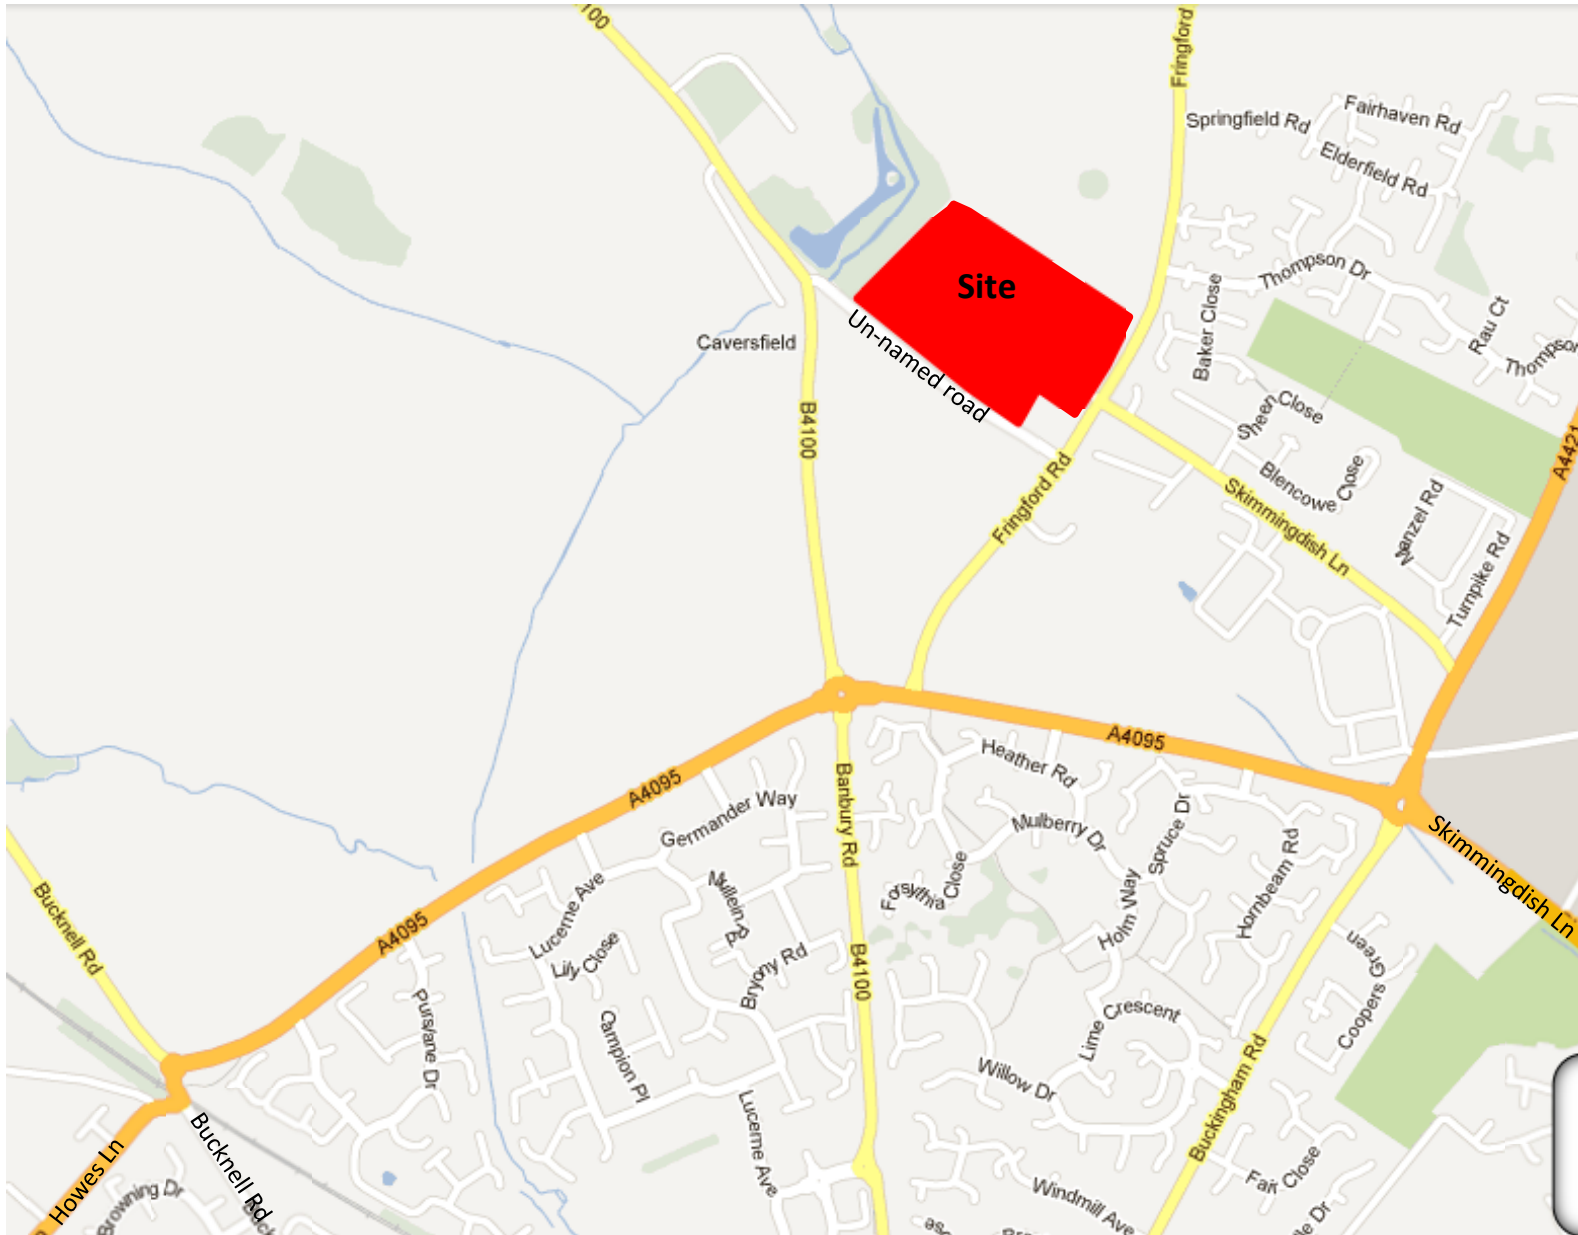 100
Fringford
Springfield Rd
Fairhaven Rd
Elderfield Rd
Thompson Dr
Site
Baker Close
Rau Ct
Un-named road
Caversfield
Thompson
B4100
Sheen Close
A4421
Blencowe Close
Fringford Rd
Skimmingdish Ln
Manzel Rd
Turnpike Rd
A4095
Heather Rd
A4095
Germander Way
Banbury Rd
Mulberry Dr
Spruce Dr
Skimmingdish Ln
Bucknell Rd
Lucerne Ave
Mullein
Forsythia Close
Holm Way
Hornbeam Rd
A4095
Lily Close
Bryony Rd
B4100
Coopers Green
Purslane Dr
Campion Pl
Lime Crescent
Willow Dr
Buckingham Rd
Lucerne Ave
Bucknell Rd
Howes Ln
Browning Dr
Fair Close
Windmill Ave